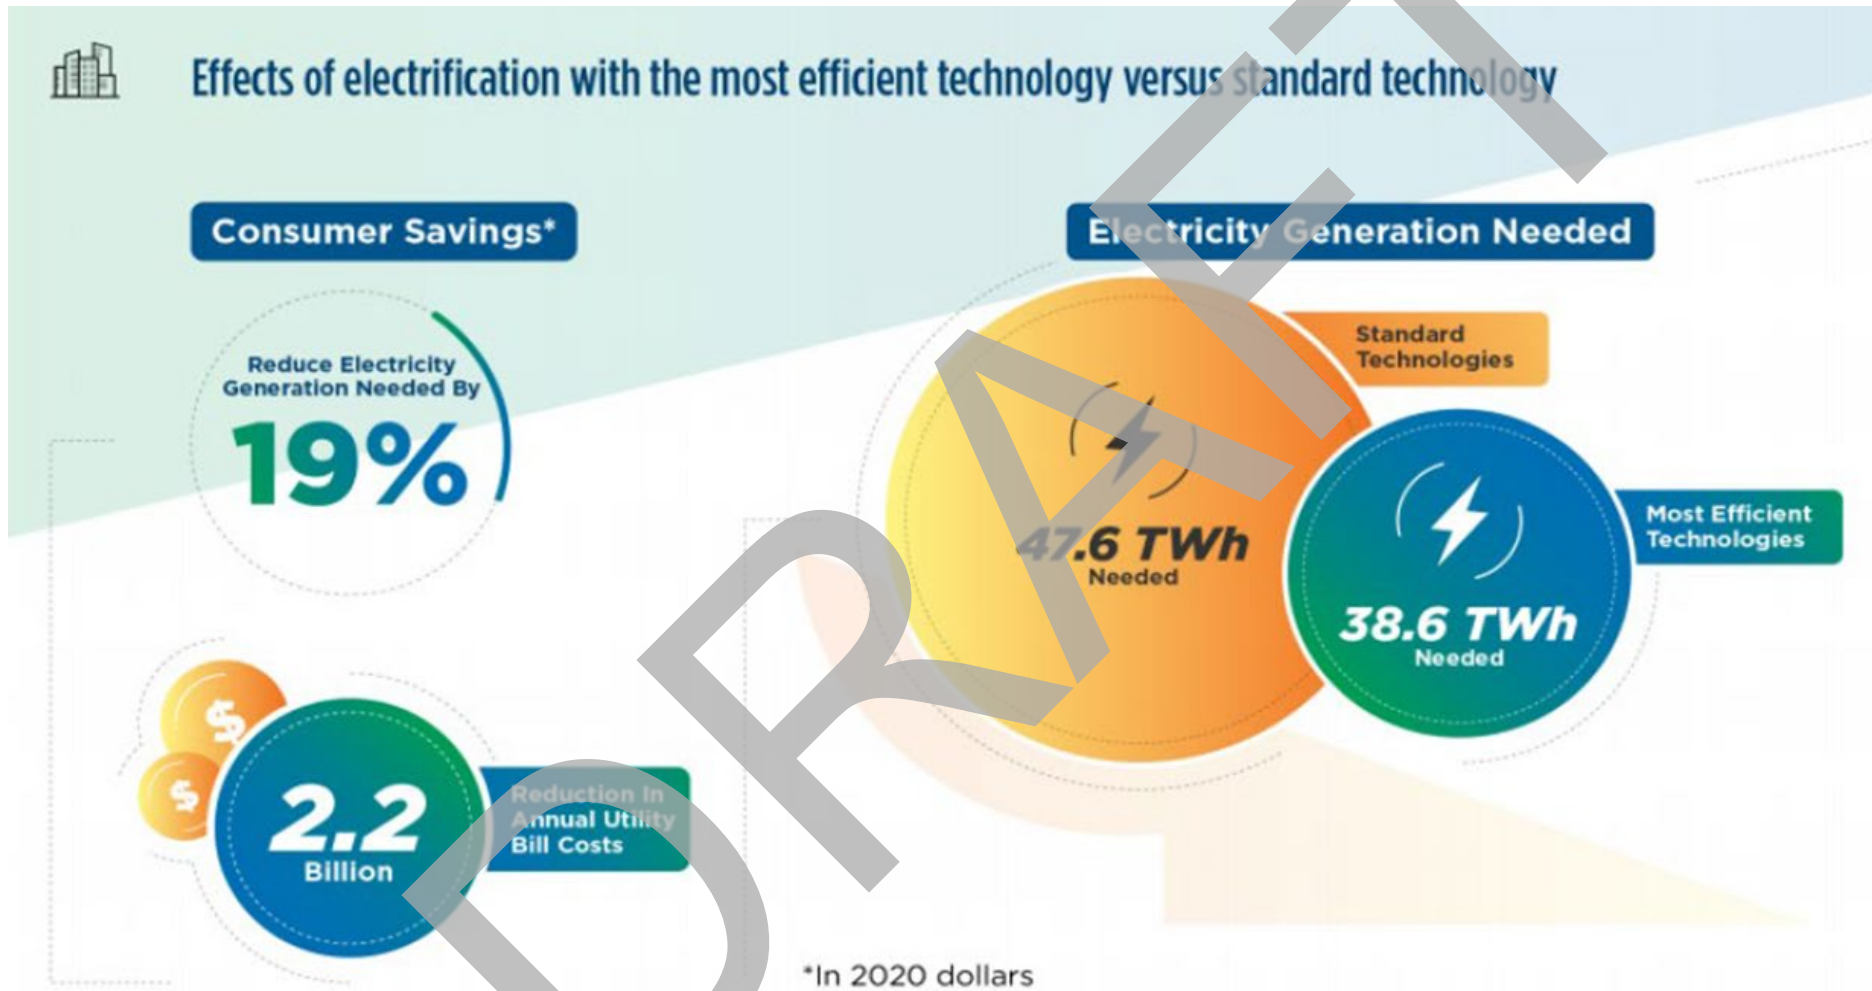 Effects of electrification with the most efficient technology versus standard technology
Consumer Savings*
Reduce Electricity
Generation Needed By
19%
$
$
2.2
Billion
Reduction In
Annual Utility
Bill Costs
Electricity Generation Needed
Standard
Technologies
47.6 TWh
Needed
Most Efficient
Technologies
38.6 TWh
Needed
*In 2020 dollars
DRAFT